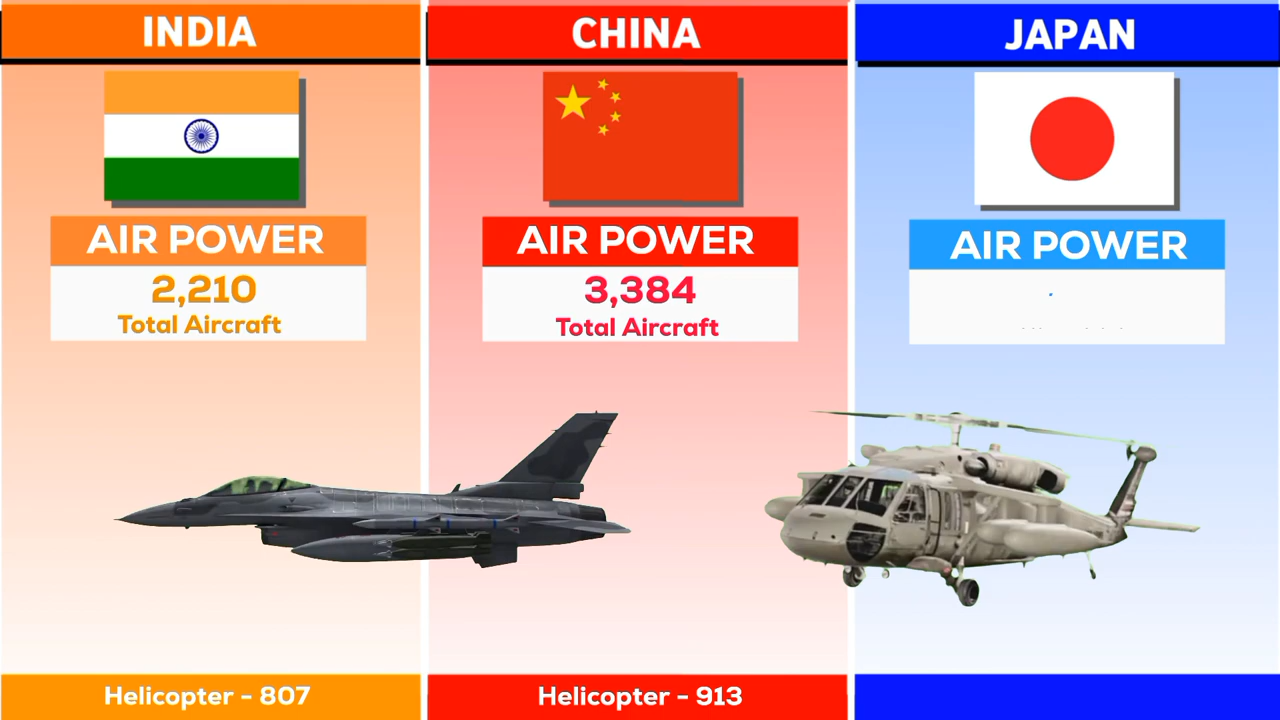 INDIA
AIR POWER
2,210
Total Aircraft
Helicopter - 807
CHINA
AIR POWER
3,384
Total Aircraft
Helicopter - 913
JAPAN
AIR POWER